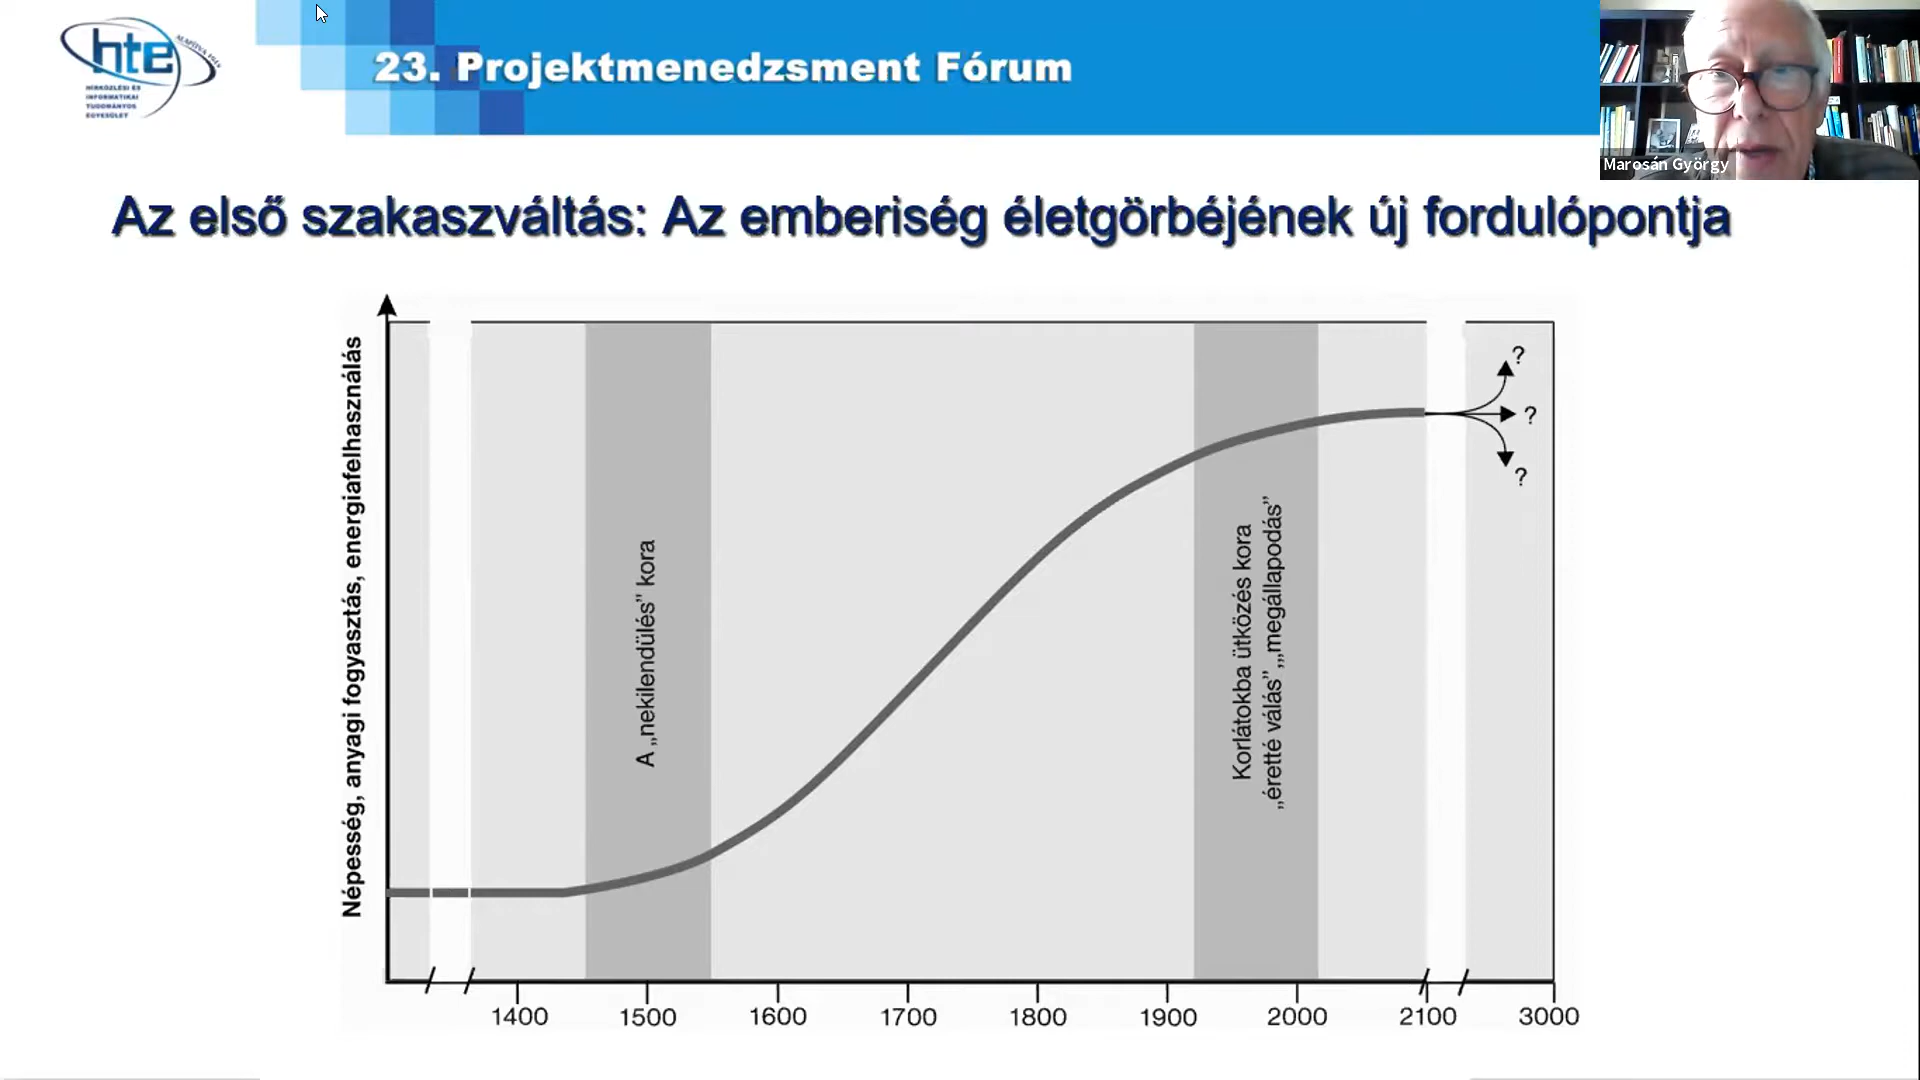 hte
ALAPÍTVA 1949
HÍRKÖZLÉSI ÉS
INFORMATIKAI
TUDOMÁNYOS
EGYESÜLET
23. Projektmenedzsment Fórum
Marosán György
Az első szakaszváltás: Az emberiség életgörbéjének új fordulópontja
Népesség, anyagi fogyasztás, energiafelhasználás
A „nekilendülés” kora
Korlátokba ütközés kora
„éretté válás”„„megállapodás”
?
?
?
1400 1500 1600 1700 1800 1900 2000 2100 3000